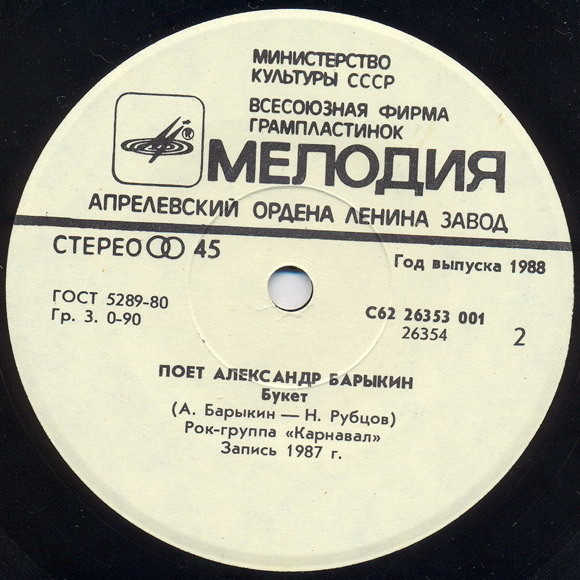 МИНИСТЕРСТВО
КУЛЬТУРЫ СССР
ВСЕСОЮЗНАЯ ФИРМА
ГРАМПЛАСТИНОК
®
МЕЛОДИЯ
АПРЕЛЕВСКИЙ ОРДЕНА ЛЕНИНА ЗАВОД
СТЕРЕО 45
Год выпуска 1988
ГОСТ 5289-80
Гр. 3. 0-90
С62 26353 001
26354
2
ПОЕТ АЛЕКСАНДР БАРЫКИН
Букет
(А. Барыкин — Н. Рубцов)
Рок-группа «Карнавал»
Запись 1987 г.